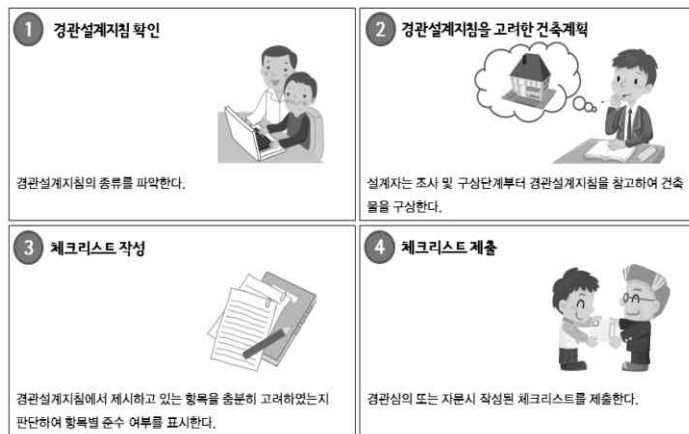 1 경관설계지침 확인
경관설계지침의 종류를 파악한다.
2 경관설계지침을 고려한 건축계획
설계자는 조사 및 구상단계부터 경관설계지침을 참고하여 건축
물을 구상한다.
3 체크리스트 작성
경관설계지침에서 제시하고 있는 항목을 충분히 고려하였는지
판단하여 항목별 준수 여부를 표시한다.
4 체크리스트 제출
경관심의 또는 자문시 작성된 체크리스트를 제출한다.